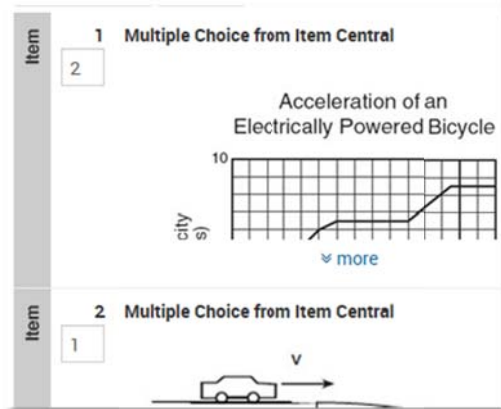 Item
1 Multiple Choice from Item Central
2
Acceleration of an
Electrically Powered Bicycle
10
city
s)
more
Item
2 Multiple Choice from Item Central
1
v